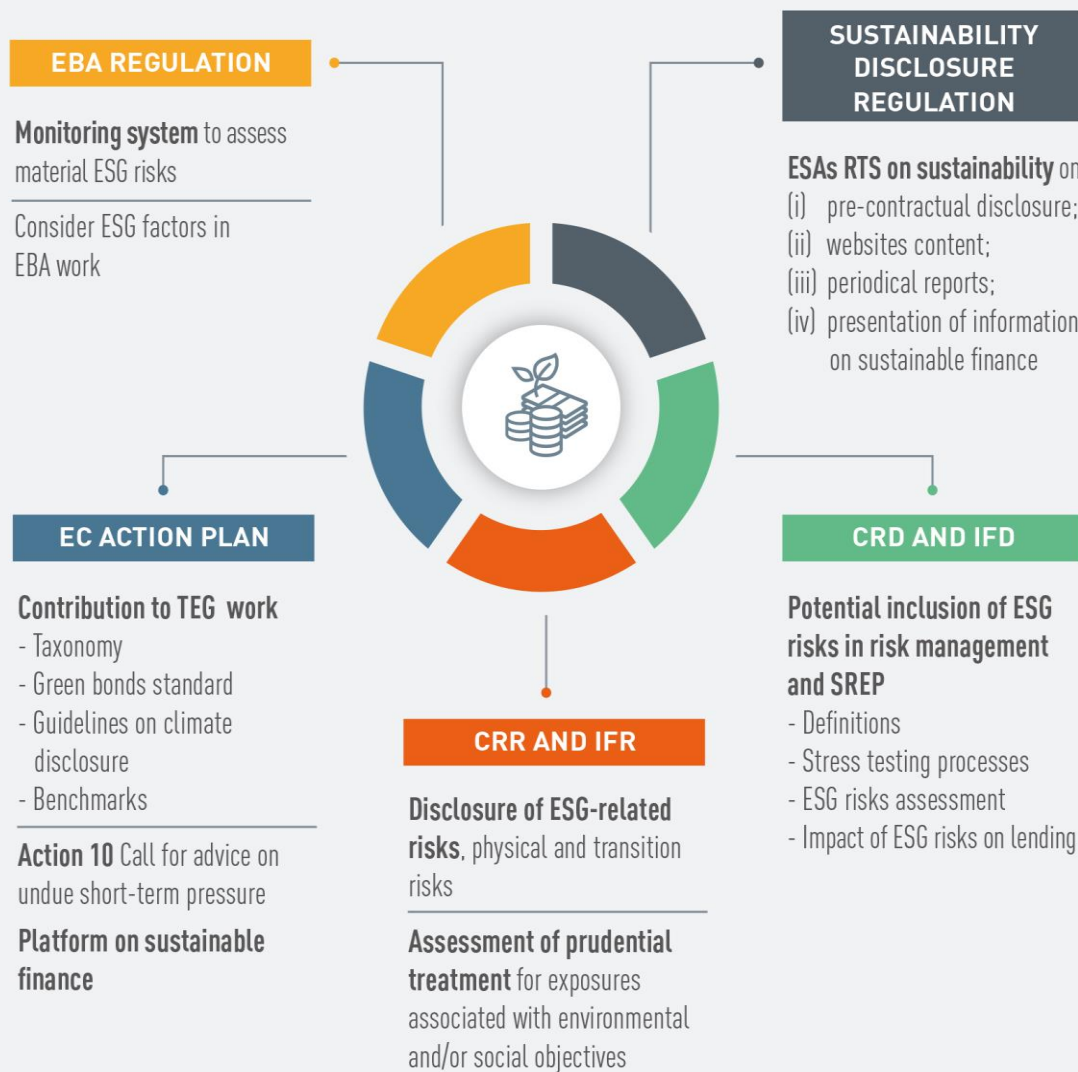 EBA REGULATION
Monitoring system to assess
material ESG risks
Consider ESG factors in
EBA work
SUSTAINABILITY
DISCLOSURE
REGULATION
ESAs RTS on sustainability on
(i) pre-contractual disclosure;
(ii) websites content;
(iii) periodical reports;
(iv) presentation of information
on sustainable finance
EC ACTION PLAN
Contribution to TEG work
- Taxonomy
- Green bonds standard
- Guidelines on climate
disclosure
- Benchmarks
Action 10 Call for advice on
undue short-term pressure
Platform on sustainable
finance
CRR AND IFR
Disclosure of ESG-related
risks, physical and transition
risks
Assessment of prudential
treatment for exposures
associated with environmental
and/or social objectives
CRD AND IFD
Potential inclusion of ESG
risks in risk management
and SREP
- Definitions
- Stress testing processes
- ESG risks assessment
- Impact of ESG risks on lending